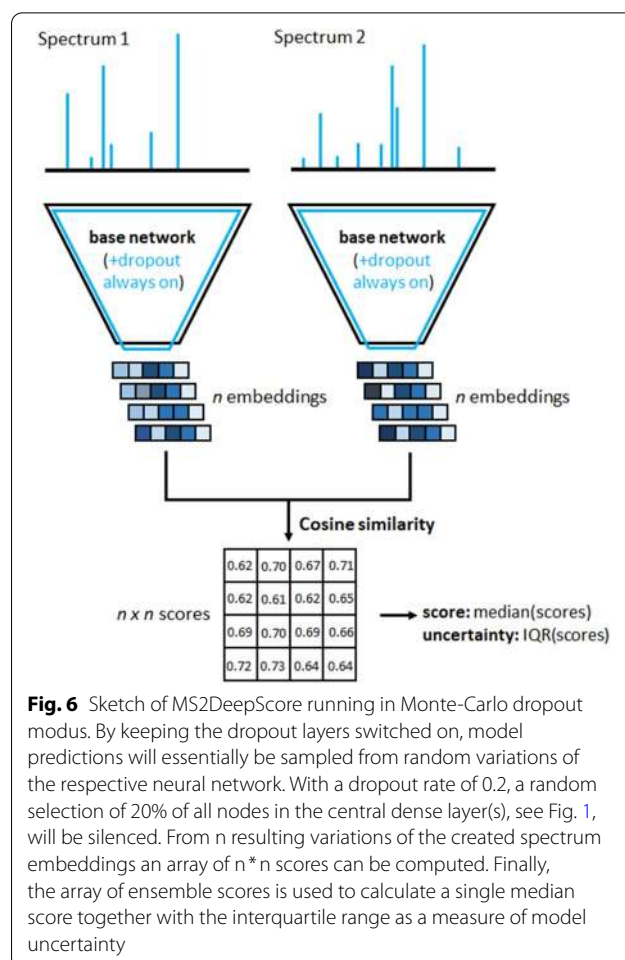 Spectrum 1
Spectrum 2
base network
(+dropout
always on)
base network
(+dropout
always on)
n embeddings
n embeddings
Cosine similarity
0.62 0.70 0.67 0.71
0.62 0.61 0.62 0.65
0.69 0.70 0.69 0.66
0.72 0.73 0.64 0.64
n x n scores
score: median(scores)
uncertainty: IQR(scores)
Fig. 6 Sketch of MS2DeepScore running in Monte-Carlo dropout
modus. By keeping the dropout layers switched on, model
predictions will essentially be sampled from random variations of
the respective neural network. With a dropout rate of 0.2, a random
selection of 20% of all nodes in the central dense layer(s), see Fig. 1,
will be silenced. From n resulting variations of the created spectrum
embeddings an array of n * n scores can be computed. Finally,
the array of ensemble scores is used to calculate a single median
score together with the interquartile range as a measure of model
uncertainty